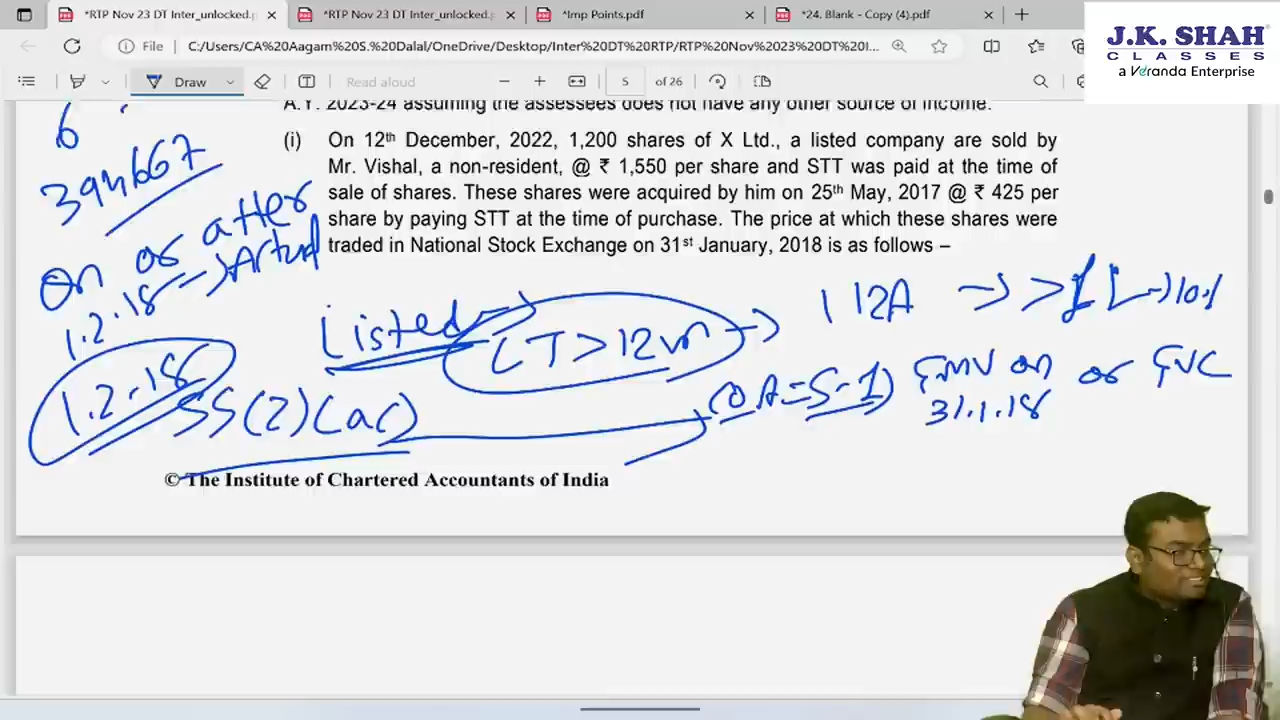 *RTP Nov 23 DT Inter_unlocked.p
*RTP Nov 23 DT Inter_unlocked.p
*Imp Points.pdf
*24. Blank - Copy (4).pdf
J.K. SHAH
CLASSES
a Veranda Enterprise
File
C:/Users/CA%20Aagam%20S.%20Dalal/OneDrive/Desktop/Inter%20DT%20RTP/RTP%20Nov%2023%20DT%20I...
Draw
Read aloud
5
of 26
A.Y. 2023-24 assuming the assessees does not have any other source of income.
(i) On 12th December, 2022, 1,200 shares of X Ltd., a listed company are sold by
Mr. Vishal, a non-resident, @ ₹ 1,550 per share and STT was paid at the time of
sale of shares. These shares were acquired by him on 25th May, 2017 @ ₹ 425 per
share by paying STT at the time of purchase. The price at which these shares were
traded in National Stock Exchange on 31st January, 2018 is as follows –
6
394667
On or after
1.2.18 → Actual
Listed
LT > 12m →
112A → > 1L → 10%
1.2.18
55(2)(ac)
COA = S-1)
FMV on
31.1.18
or FVC
© The Institute of Chartered Accountants of India